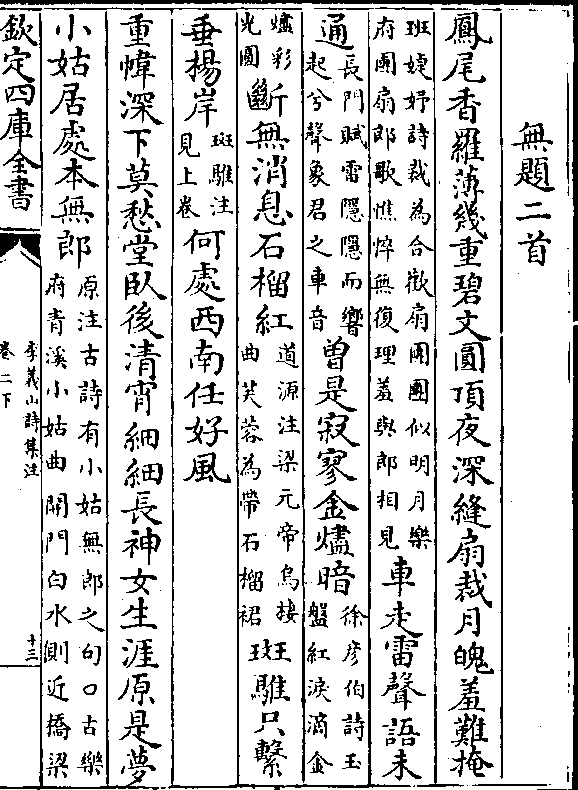 無題二首
鳳尾香羅薄幾重碧文圓頂夜深縫扇裁月魄羞難掩
班婕妤詩裁為合歡扇團團似明月樂
府團扇郎歌憔悴無復理羞與郎相見
車走雷聲語未
通
長門賦雷隱隱而響
起兮聲象君之車音
曽是寂寥金燼暗
徐彦伯詩玉
盤紅淚滴金
燼彩
光圓
斷無消息石榴紅
道源注梁元帝烏棲
曲芙蓉為帶石榴裙
斑騅只繫
垂楊岸
斑騅注
見上卷
何處西南任好風
重幃深下莫愁堂臥後清宵細細長神女生涯原是夢
小姑居處本無郎
原注古詩有小姑無郎之句○古樂
府青溪小姑曲開門白水側近橋梁
欽定四庫全書
李義山詩集注
卷二下
十三